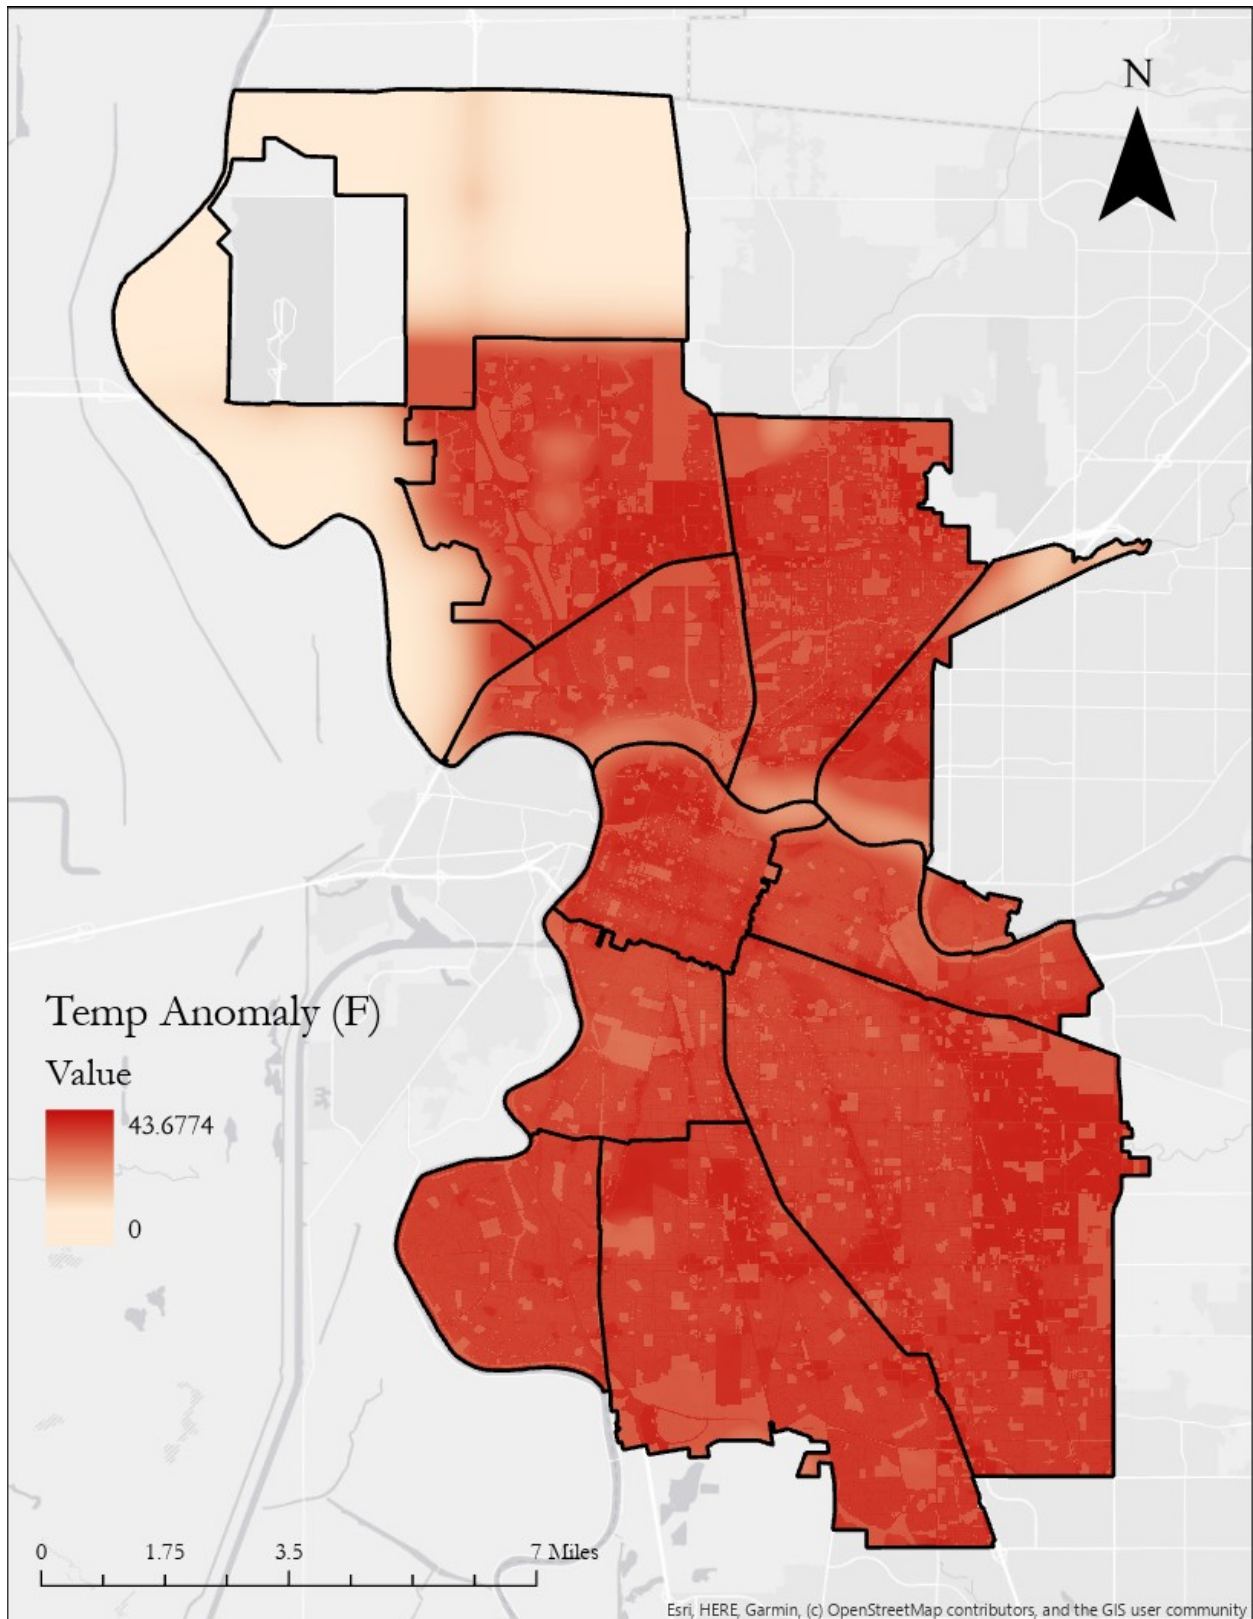 N
Temp Anomaly (F)
Value
43.6774
0
0 1.75 3.5 7 Miles
Esri, HERE, Garmin, (c) OpenStreetMap contributors, and the GIS user community